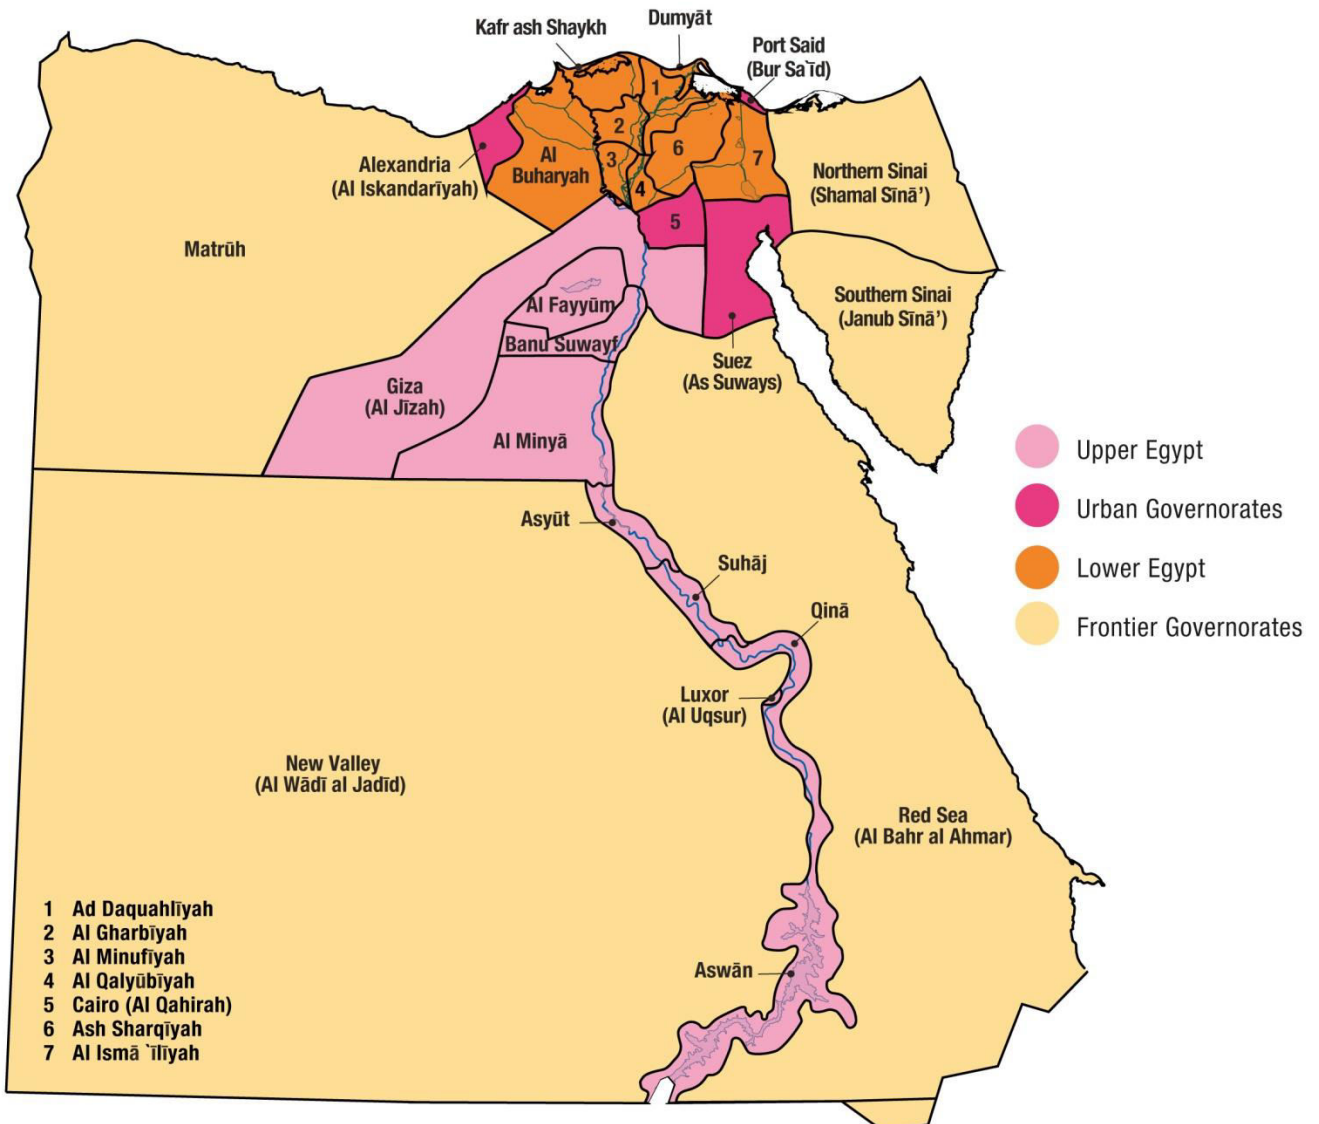 Kafr ash Shaykh
Dumyāt
Port Said
(Bur Sa`īd)
1
2
3
4
5
6
7
Al
Buharyah
Alexandria
(Al Iskandarīyah)
Northern Sinai
(Shamal Sīnā’)
Matrūh
Southern Sinai
(Janub Sīnā’)
Al Fayyūm
Banu Suwayf
Suez
(As Suways)
Giza
(Al Jīzah)
Al Minyā
Upper Egypt
Urban Governorates
Lower Egypt
Frontier Governorates
Asyūt
Suhāj
Qinā
Luxor
(Al Uqsur)
New Valley
(Al Wādī al Jadīd)
Red Sea
(Al Bahr al Ahmar)
Aswān
1 Ad Daquahlīyah
2 Al Gharbīyah
3 Al Minufīyah
4 Al Qalyūbīyah
5 Cairo (Al Qahirah)
6 Ash Sharqīyah
7 Al Ismā `īlīyah